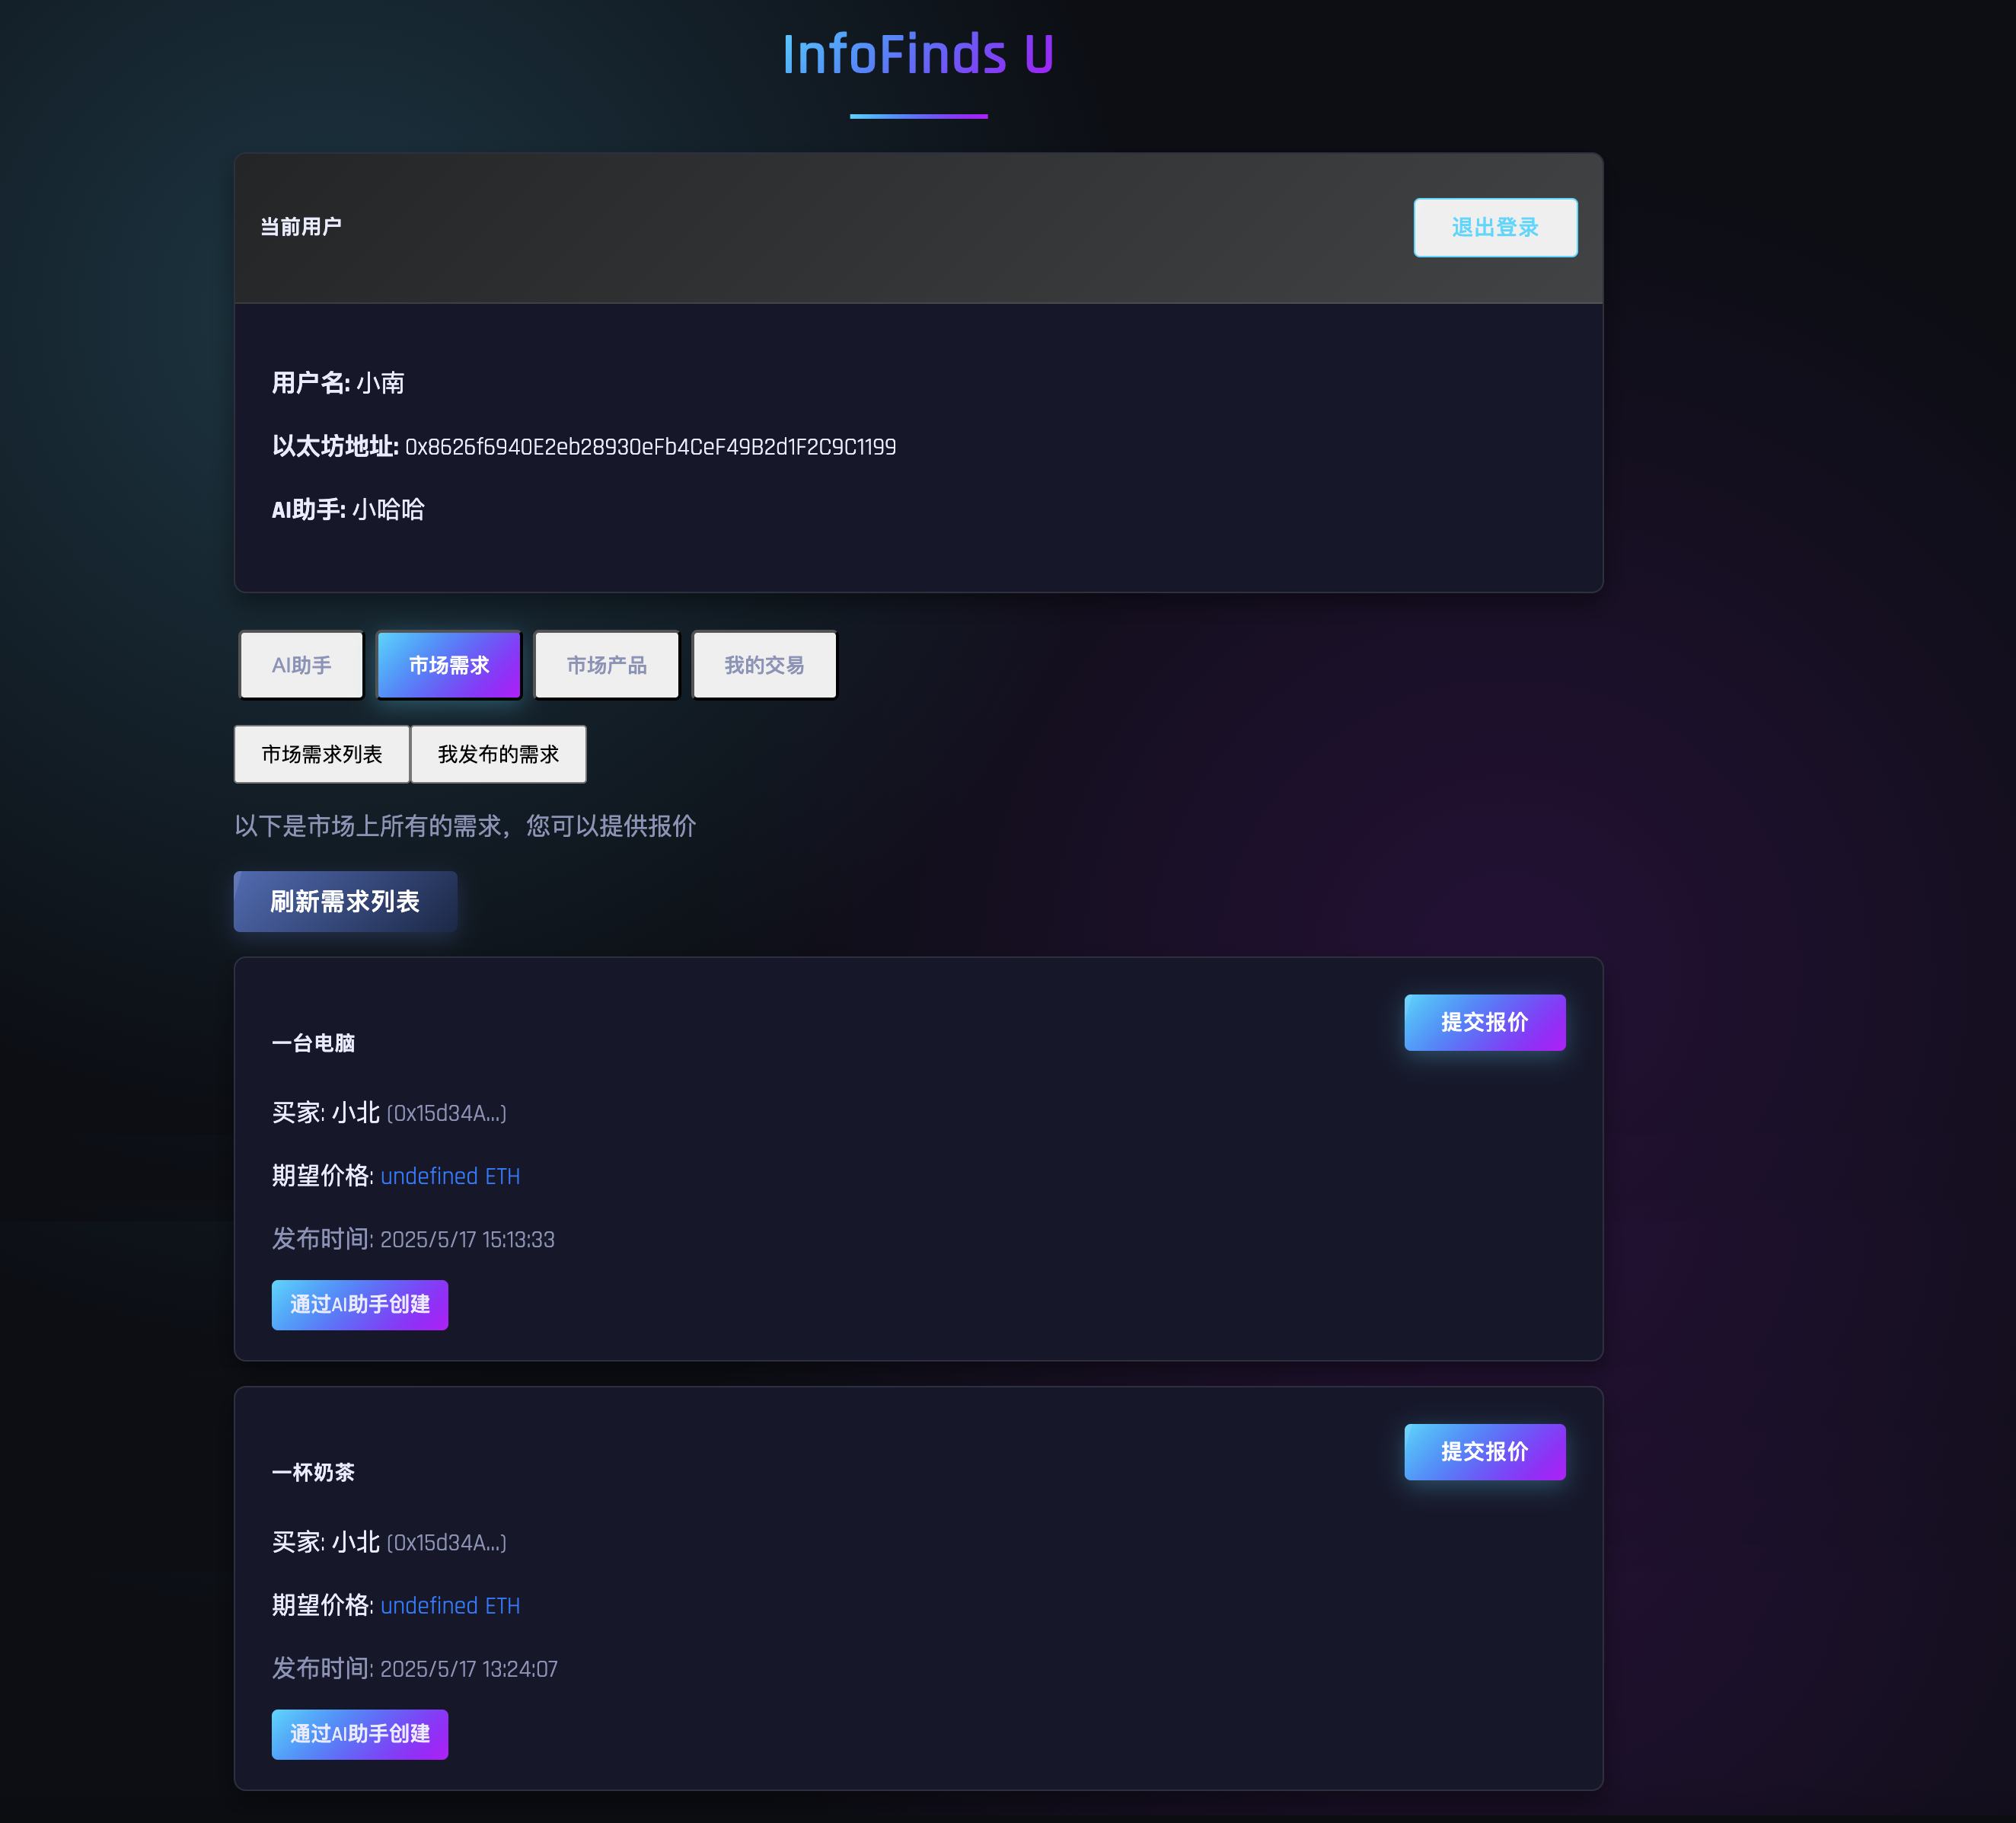 InfoFinds U
当前用户
退出登录
用户名: 小南
以太坊地址: 0x8626f6940E2eb28930eFb4CeF49B2d1F2C9C1199
AI助手: 小哈哈
AI助手
市场需求
市场产品
我的交易
市场需求列表
我发布的需求
以下是市场上所有的需求，您可以提供报价
刷新需求列表
一台电脑
提交报价
买家: 小北 (0x15d34A...)
期望价格: undefined ETH
发布时间: 2025/5/17 15:13:33
通过AI助手创建
一杯奶茶
提交报价
买家: 小北 (0x15d34A...)
期望价格: undefined ETH
发布时间: 2025/5/17 13:24:07
通过AI助手创建